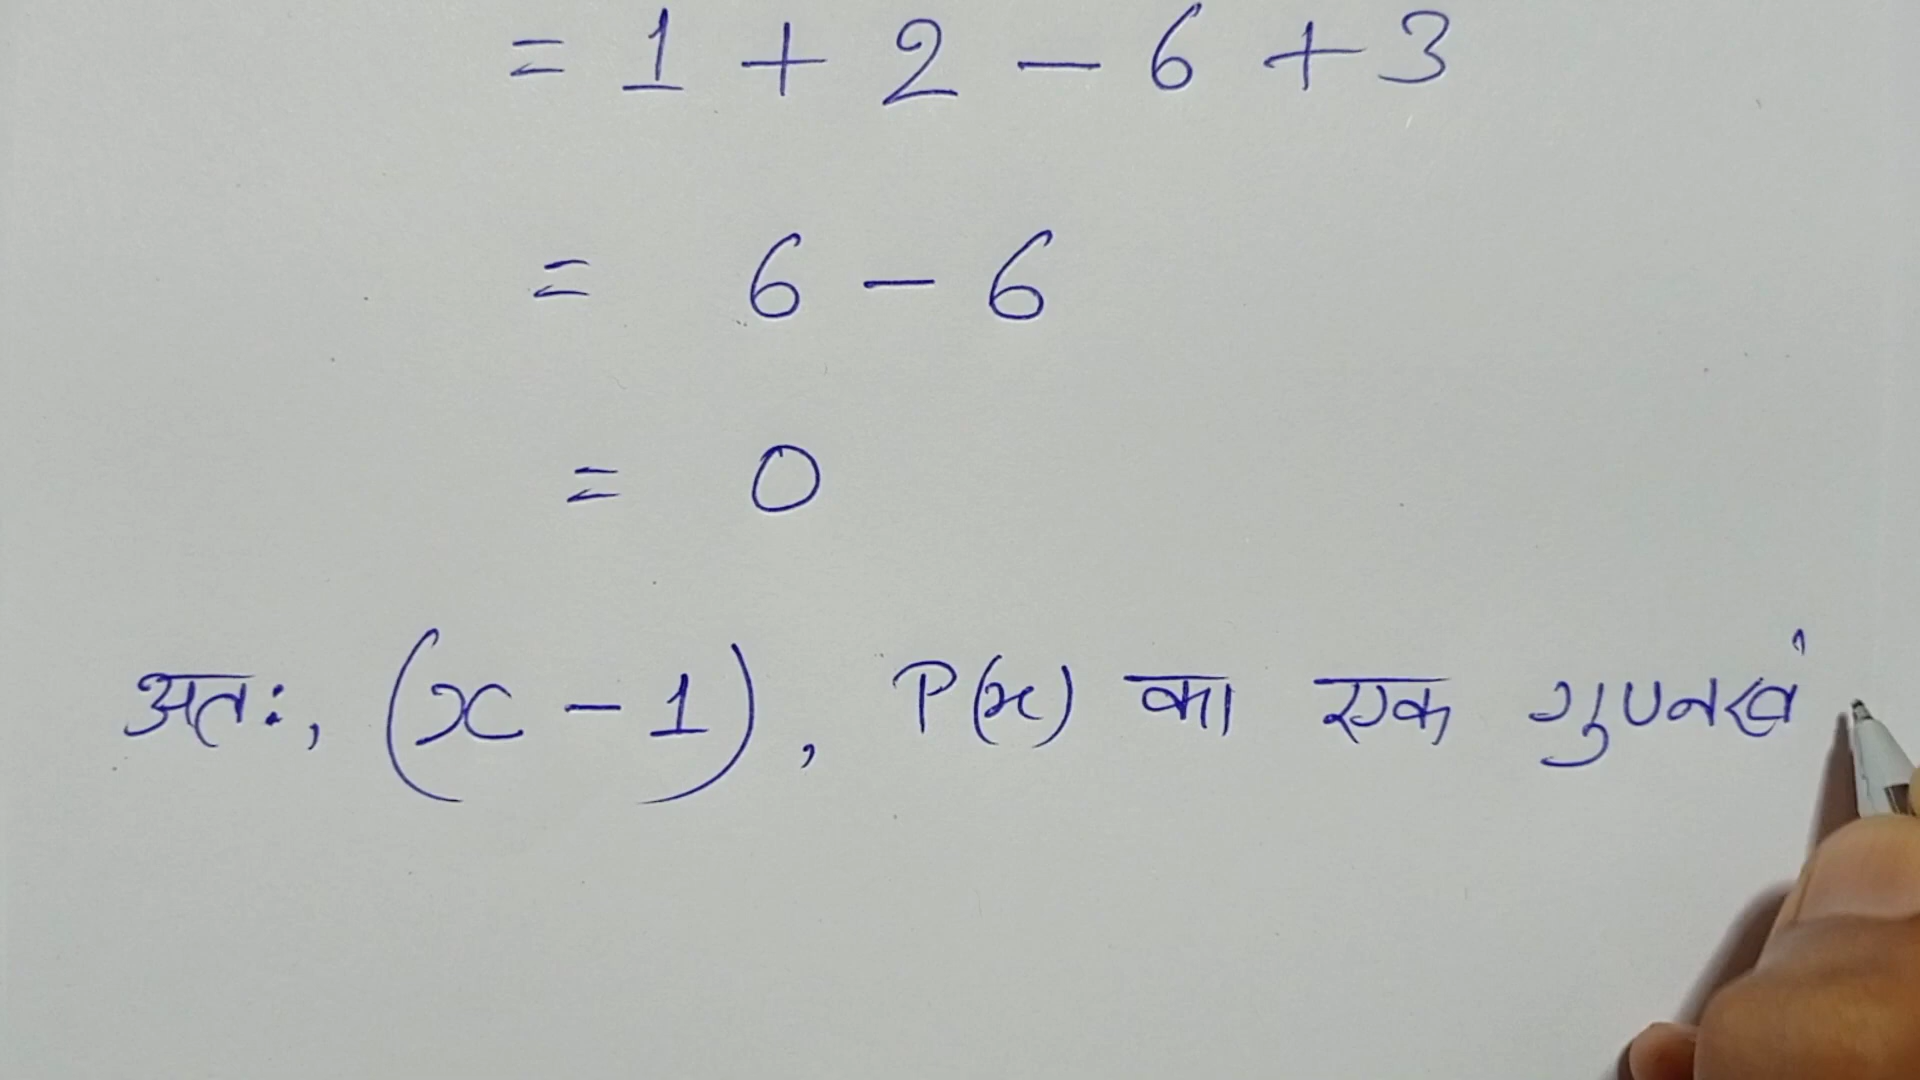 = 1 + 2 - 6 + 3
= 6 - 6
= 0
अतः, (x - 1), P(x) का एक गुणनखं